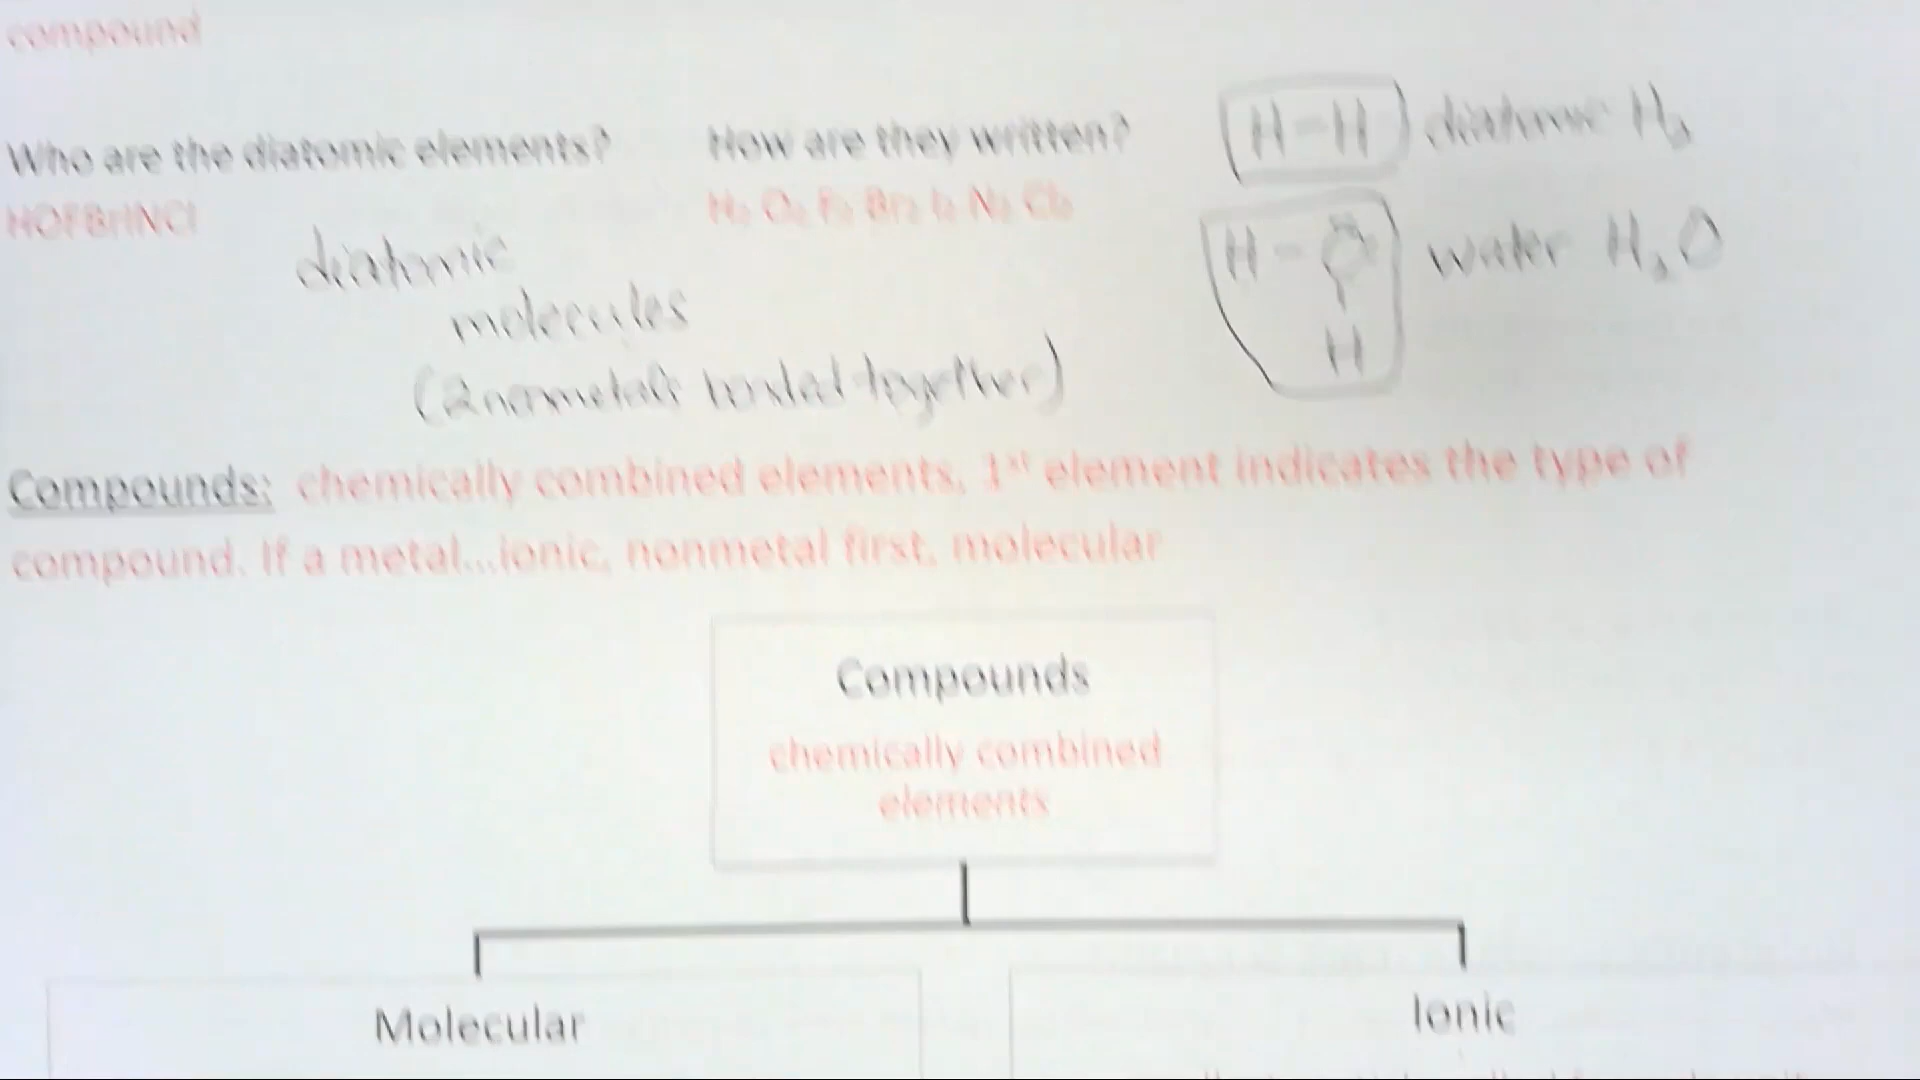 compound
Who are the diatomic elements?
How are they written?
H-H diatomic H₂
HOFBrINCl
H₂ O₂ F₂ Br₂ I₂ N₂ Cl₂
H-O water H₂O
H
diatomic
molecules
(2 nonmetals bonded together)
Compounds: chemically combined elements, 1ˢᵗ element indicates the type of
compound. If a metal...ionic, nonmetal first, molecular
Compounds
chemically combined
elements
Molecular
Ionic